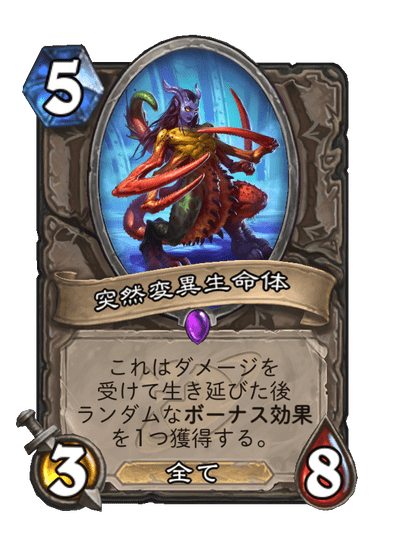 5
突然変異生命体
これはダメージを
受けて生き延びた後
ランダムなボーナス効果
を1つ獲得する。
3
全て
8